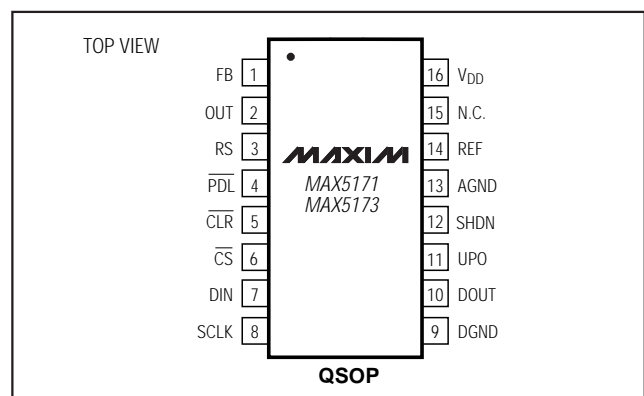 TOP VIEW
FB 1
OUT 2
RS 3
PDL 4
CLR 5
CS 6
DIN 7
SCLK 8
MAXIM
MAX5171
MAX5173
16 VDD
15 N.C.
14 REF
13 AGND
12 SHDN
11 UPO
10 DOUT
9 DGND
QSOP